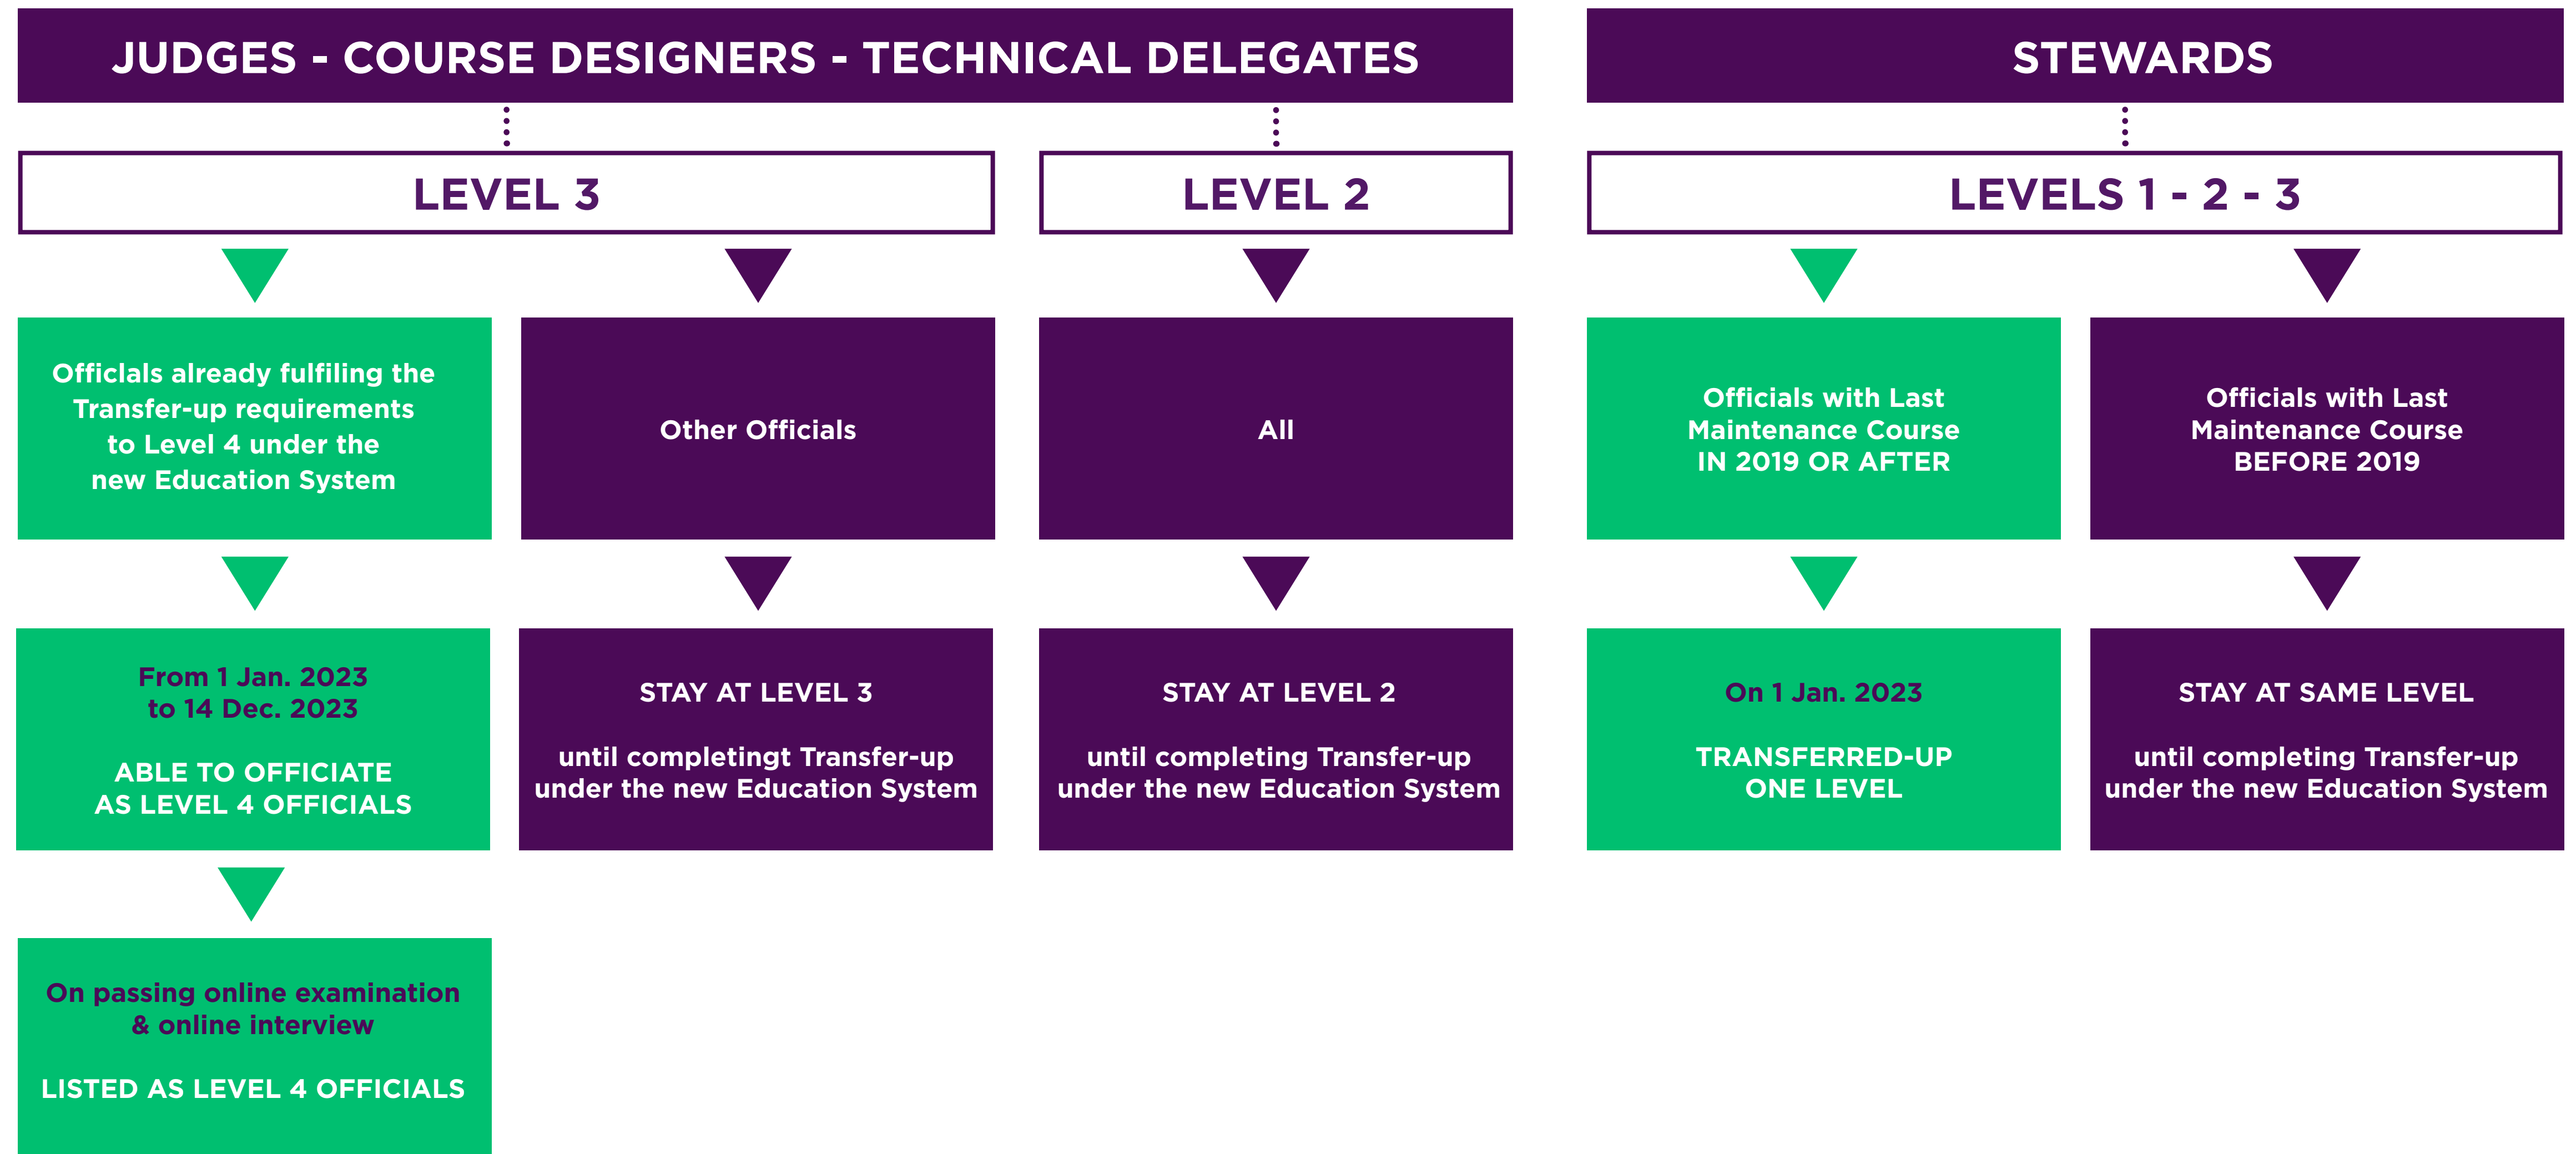 JUDGES - COURSE DESIGNERS - TECHNICAL DELEGATES
LEVEL 3
Officlals already fulfiling the
Transfer-up requirements
to Level 4 under the
new Education System
From 1 Jan. 2023
to 14 Dec. 2023
ABLE TO OFFICIATE
AS LEVEL 4 OFFICIALS
On passing online examination
& online interview
LISTED AS LEVEL 4 OFFICIALS
Other Officials
STAY AT LEVEL 3
until completingt Transfer-up
under the new Education System
LEVEL 2
All
STAY AT LEVEL 2
until completing Transfer-up
under the new Education System
STEWARDS
LEVELS 1 - 2 - 3
Officials with Last
Maintenance Course
IN 2019 OR AFTER
On 1 Jan. 2023
TRANSFERRED-UP
ONE LEVEL
Officials with Last
Maintenance Course
BEFORE 2019
STAY AT SAME LEVEL
until completing Transfer-up
under the new Education System